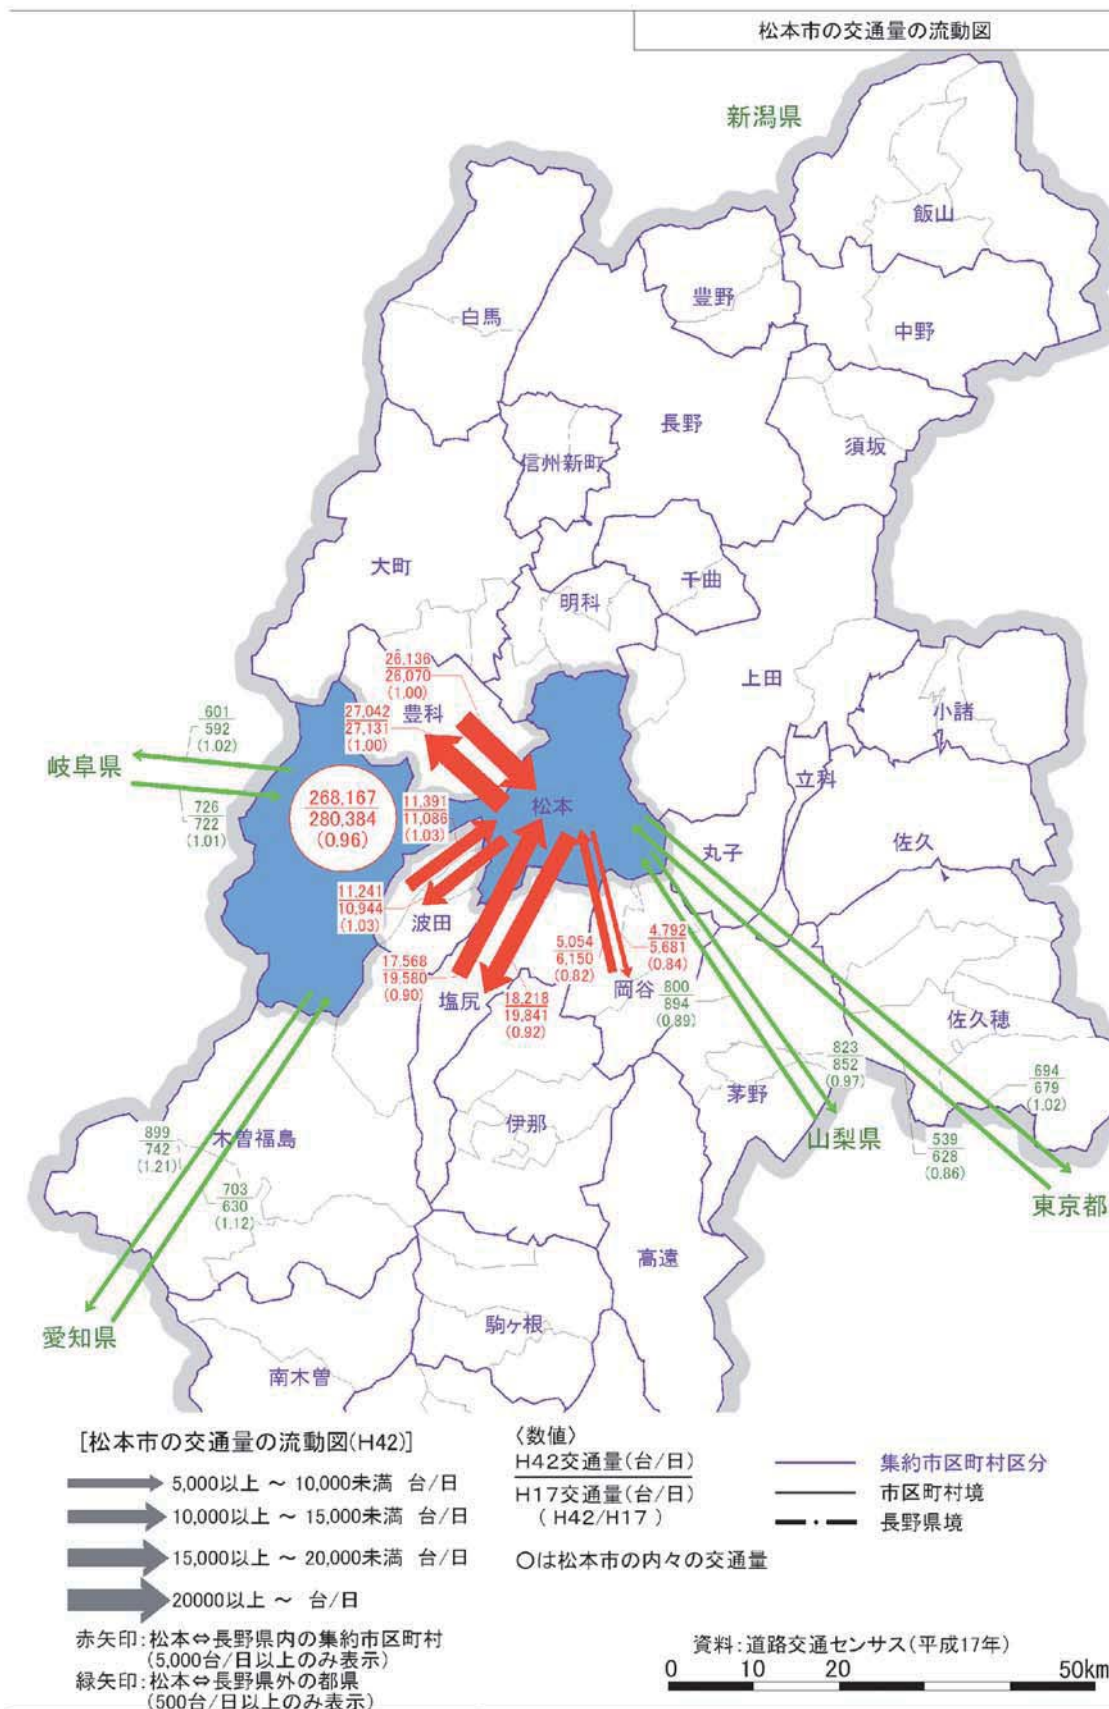 松本市の交通量の流動図
新潟県
飯山
豊野
白馬
中野
長野
須坂
信州新町
大町
千曲
明科
26,136
26,070
(1.00)
上田
豊科
27,042
27,131
(1.00)
小諸
601
592
(1.02)
岐阜県
立科
268,167
280,384
(0.96)
11,391
11,086
(1.03)
松本
726
722
(1.01)
丸子
佐久
11,241
10,944
(1.03)
波田
4,792
5,681
(0.84)
5,054
6,150
(0.82)
17,568
19,580
(0.90)
塩尻
岡谷
800
894
(0.89)
18,218
19,841
(0.92)
佐久穂
823
852
(0.97)
694
679
(1.02)
茅野
伊那
899
742
(1.21)
木曽福島
山梨県
539
628
(0.86)
703
630
(1.12)
東京都
高遠
愛知県
駒ヶ根
南木曽
[松本市の交通量の流動図(H42)]
5,000以上 ～ 10,000未満 台/日
10,000以上 ～ 15,000未満 台/日
15,000以上 ～ 20,000未満 台/日
20000以上 ～ 台/日
赤矢印:松本⇔長野県内の集約市区町村
(5,000台/日以上のみ表示)
緑矢印:松本⇔長野県外の都県
(500台/日以上のみ表示)
〈数値〉
H42交通量(台/日)
H17交通量(台/日)
( H42/H17 )
〇は松本市の内々の交通量
集約市区町村区分
市区町村境
長野県境
資料:道路交通センサス(平成17年)
0 10 20 50km